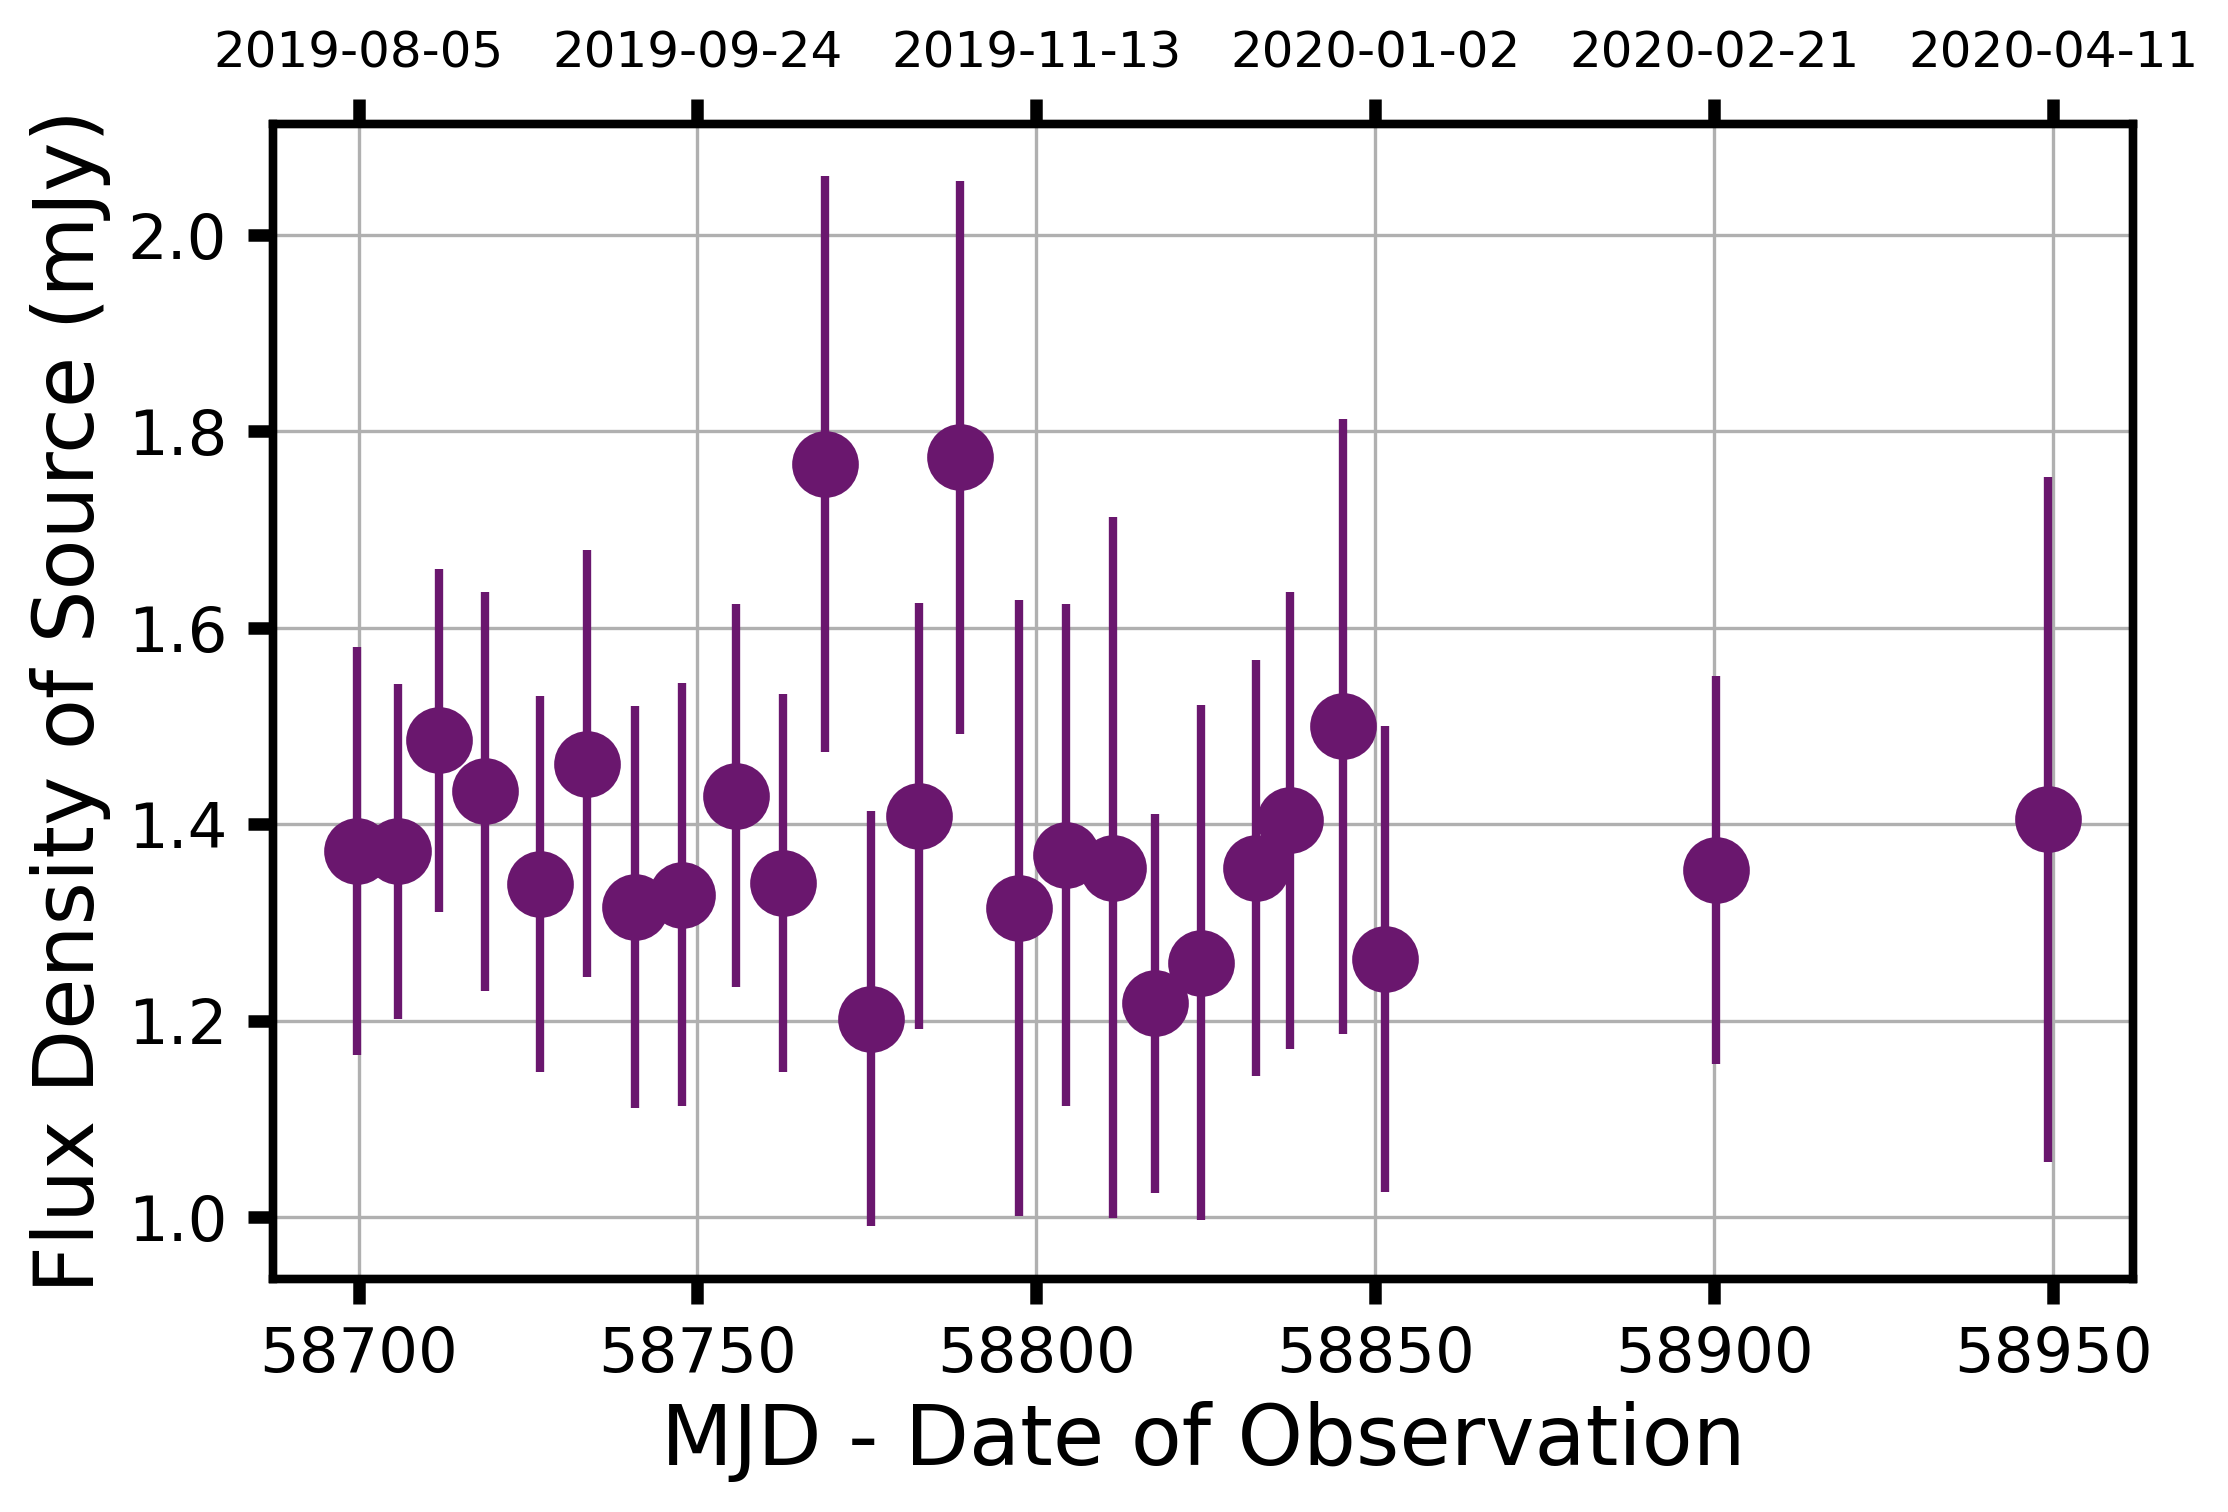 2019-08-05 2019-09-24 2019-11-13 2020-01-02 2020-02-21 2020-04-11
Flux Density of Source (mJy)
2.0
1.8
1.6
1.4
1.2
1.0
58700 58750 58800 58850 58900 58950
MJD - Date of Observation